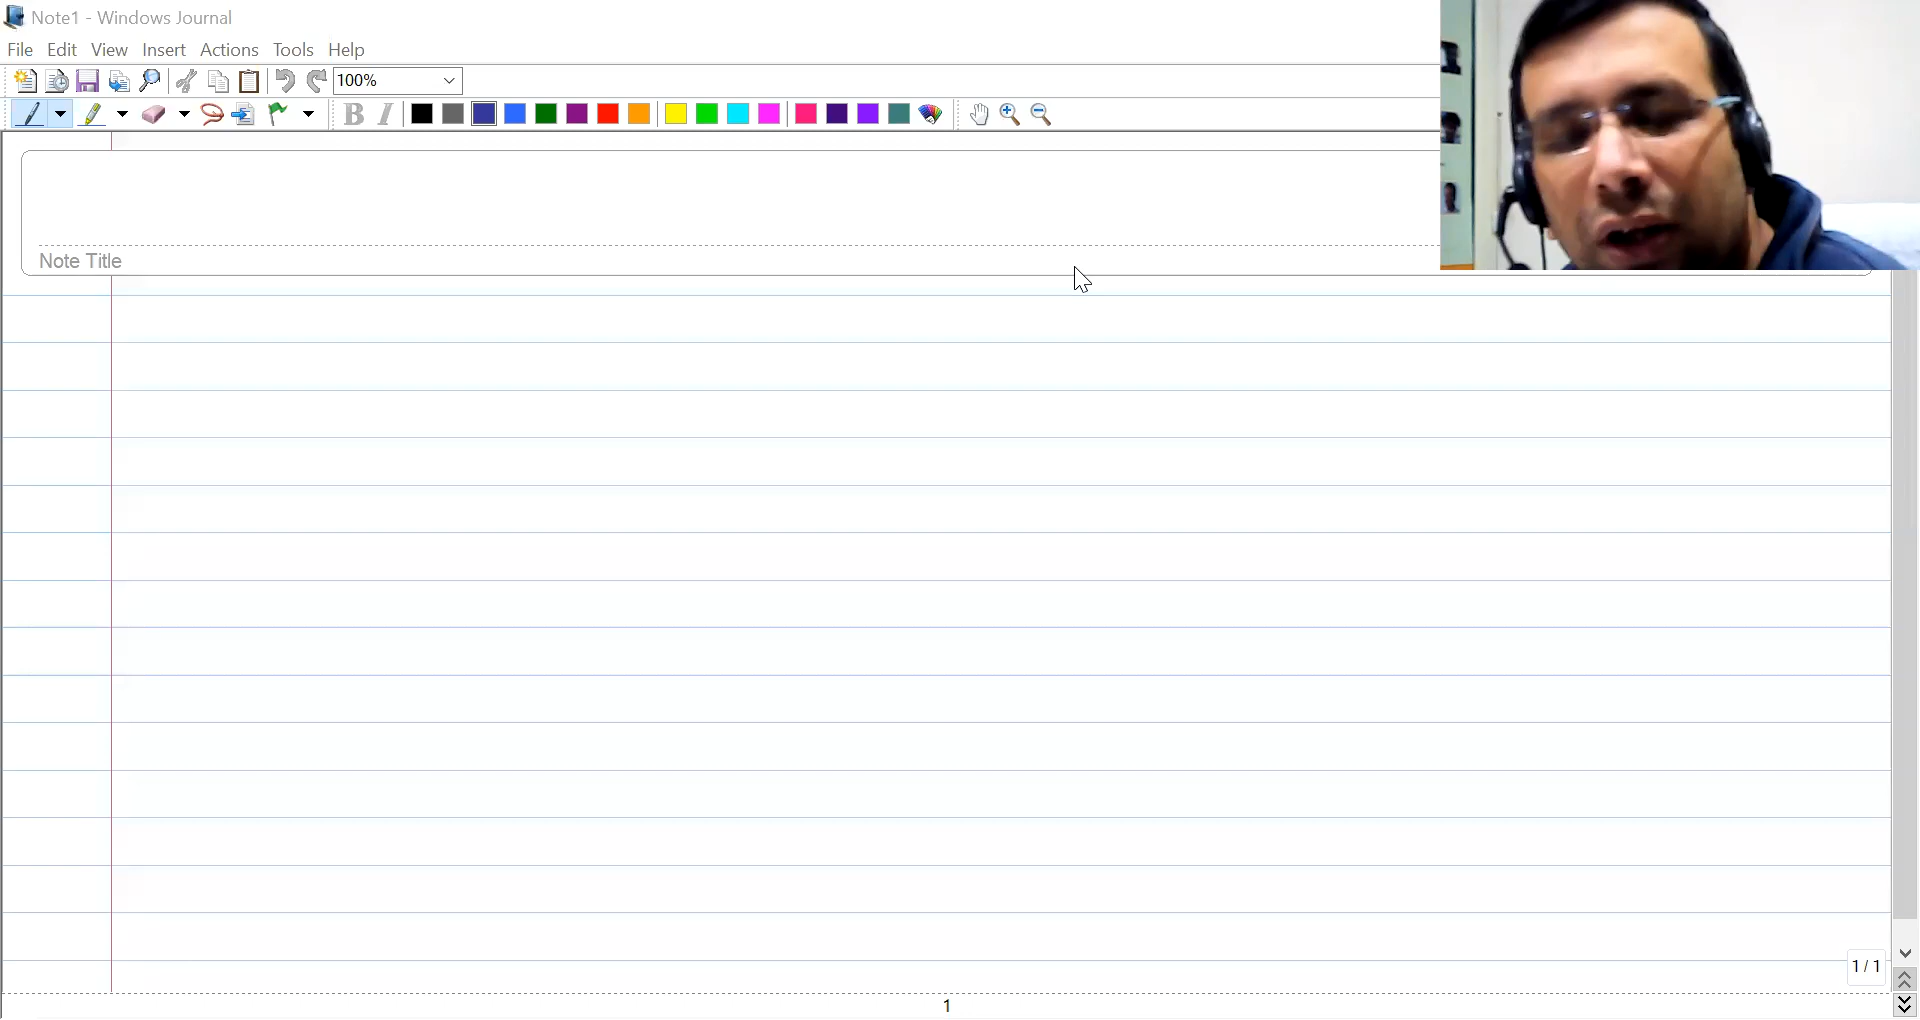 Note1 - Windows Journal
File Edit View Insert Actions Tools Help
100%
B I
Note Title
1 / 1
1